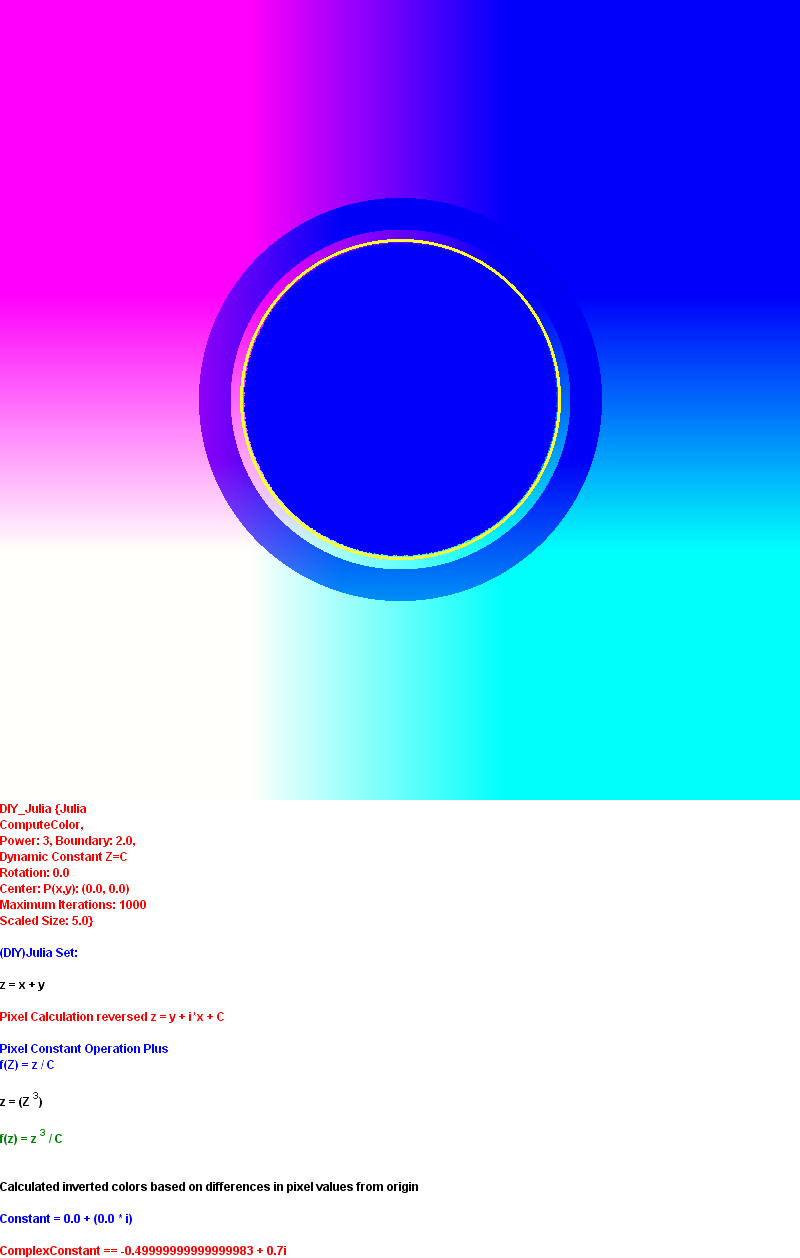 DIY_Julia {Julia
ComputeColor,
Power: 3, Boundary: 2.0,
Dynamic Constant Z=C
Rotation: 0.0
Center: P(x,y): (0.0, 0.0)
Maximum Iterations: 1000
Scaled Size: 5.0}
(DIY)Julia Set:
z = x + y
Pixel Calculation reversed z = y + i*x + C
Pixel Constant Operation Plus
f(Z) = z / C
z = (Z 3)
f(z) = z 3 / C
Calculated inverted colors based on differences in pixel values from origin
Constant = 0.0 + (0.0 * i)
ComplexConstant == -0.49999999999999983 + 0.7i